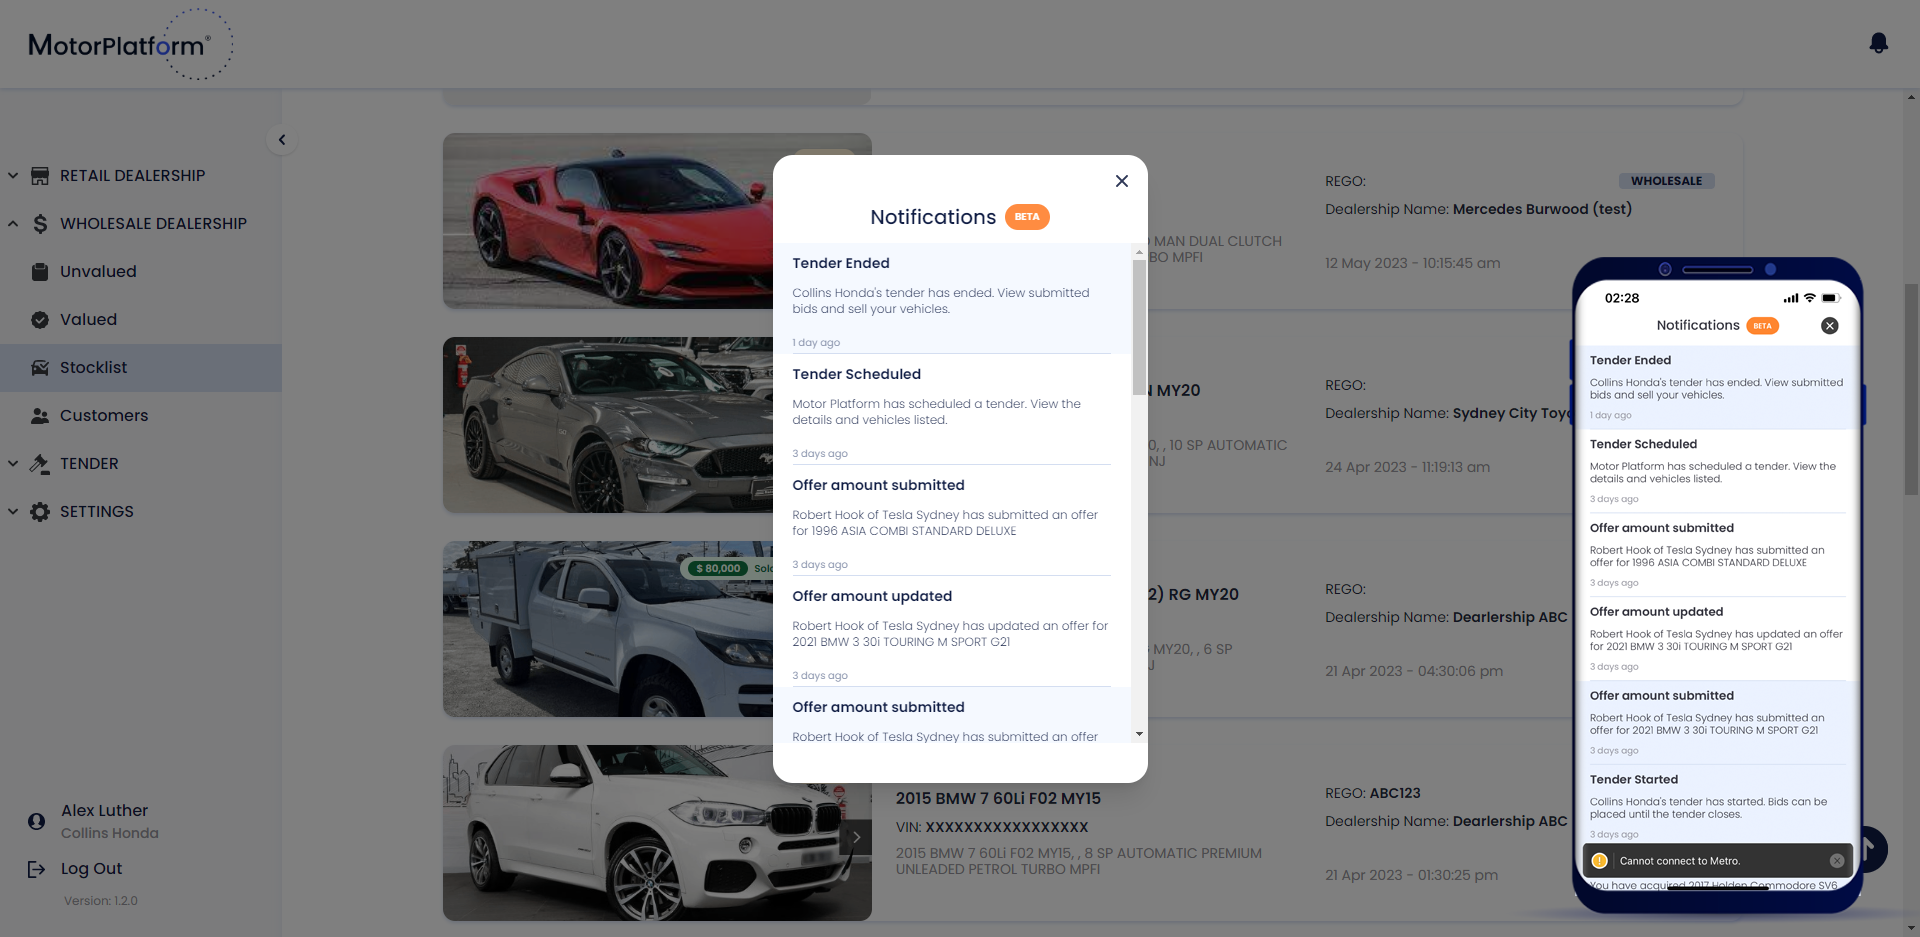 MotorPlatform®
RETAIL DEALERSHIP
WHOLESALE DEALERSHIP
Unvalued
Valued
Stocklist
Customers
TENDER
SETTINGS
Alex Luther
Collins Honda
Log Out
Version: 1.2.0
$ 80,000
REGO:
WHOLESALE
Dealership Name: Mercedes Burwood (test)
MAN DUAL CLUTCH
BO MPFI
12 May 2023 - 10:15:45 am
MY20
REGO:
Dealership Name: Sydney City
10 SP AUTOMATIC
NJ
24 Apr 2023 - 11:19:13 am
2) RG MY20
REGO:
Dealership Name: Dearlership ABC
MY20, , 6 SP
21 Apr 2023 - 04:30:06 pm
2015 BMW 7 60Li F02 MY15
VIN: XXXXXXXXXXXXXXXXX
2015 BMW 7 60Li F02 MY15, , 8 SP AUTOMATIC PREMIUM
UNLEADED PETROL TURBO MPFI
REGO: ABC123
Dealership Name: Dearlership ABC
21 Apr 2023 - 01:30:25 pm
Notifications BETA
Tender Ended
Collins Honda's tender has ended. View submitted
bids and sell your vehicles.
1 day ago
Tender Scheduled
Motor Platform has scheduled a tender. View the
details and vehicles listed.
3 days ago
Offer amount submitted
Robert Hook of Tesla Sydney has submitted an offer
for 1996 ASIA COMBI STANDARD DELUXE
3 days ago
Offer amount updated
Robert Hook of Tesla Sydney has updated an offer for
2021 BMW 3 30i TOURING M SPORT G21
3 days ago
Offer amount submitted
Robert Hook of Tesla Sydney has submitted an offer
02:28
Notifications BETA
Tender Ended
Collins Honda's tender has ended. View submitted
bids and sell your vehicles.
1 day ago
Tender Scheduled
Motor Platform has scheduled a tender. View the
details and vehicles listed.
3 days ago
Offer amount submitted
Robert Hook of Tesla Sydney has submitted an
offer for 1996 ASIA COMBI STANDARD DELUXE
3 days ago
Offer amount updated
Robert Hook of Tesla Sydney has updated an offer
for 2021 BMW 3 30i TOURING M SPORT G21
3 days ago
Offer amount submitted
Robert Hook of Tesla Sydney has submitted an
offer for 2021 BMW 3 30i TOURING M SPORT G21
3 days ago
Tender Started
Collins Honda's tender has started. Bids can be
placed until the tender closes.
3 days ago
Cannot connect to Metro.
You have acquired 2017 Holden Commodore SV6